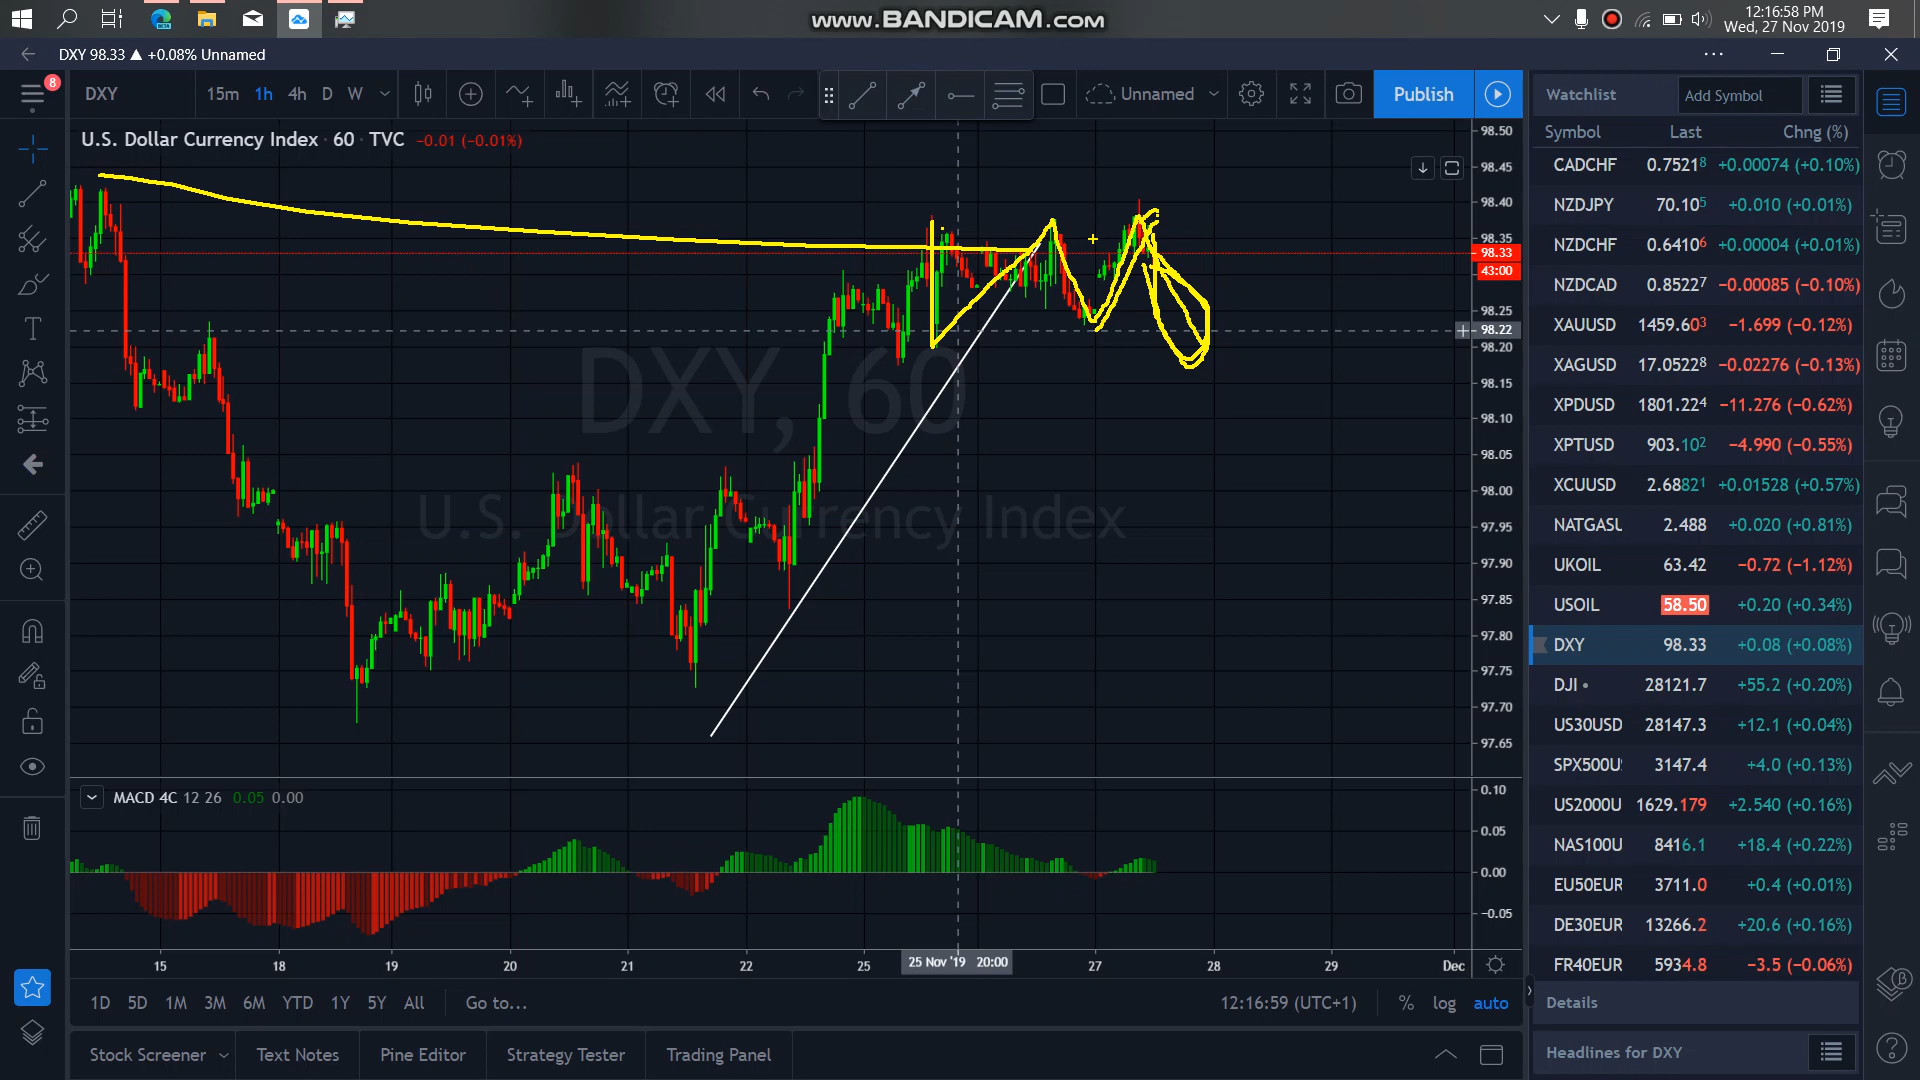 www.BANDICAM.com
12:16:58 PM
Wed, 27 Nov 2019
DXY 98.33 ▲ +0.08% Unnamed
8
DXY
15m 1h 4h D W
Unnamed
Publish
U.S. Dollar Currency Index · 60 · TVC −0.01 (−0.01%)
DXY, 60
U.S. Dollar Currency Index
98.50
98.45
98.40
98.35
98.33
43:00
98.25
98.22
98.20
98.15
98.10
98.05
98.00
97.95
97.90
97.85
97.80
97.75
97.70
97.65
MACD 4C 12 26 0.05 0.00
0.10
0.05
0.00
−0.05
15 18 19 20 21 22 25 25 Nov '19 20:00 27 28 29 Dec
1D 5D 1M 3M 6M YTD 1Y 5Y All Go to...
12:16:59 (UTC+1) % log auto
Stock Screener Text Notes Pine Editor Strategy Tester Trading Panel
Watchlist Add Symbol
Symbol Last Chng (%)
CADCHF 0.75218 +0.00074 (+0.10%)
NZDJPY 70.105 +0.010 (+0.01%)
NZDCHF 0.64106 +0.00004 (+0.01%)
NZDCAD 0.85227 −0.00085 (−0.10%)
XAUUSD 1459.603 −1.699 (−0.12%)
XAGUSD 17.05228 −0.02276 (−0.13%)
XPDUSD 1801.224 −11.276 (−0.62%)
XPTUSD 903.102 −4.990 (−0.55%)
XCUUSD 2.68821 +0.01528 (+0.57%)
NATGASU 2.488 +0.020 (+0.81%)
UKOIL 63.42 −0.72 (−1.12%)
USOIL 58.50 +0.20 (+0.34%)
DXY 98.33 +0.08 (+0.08%)
DJI 28121.7 +55.2 (+0.20%)
US30USD 28147.3 +12.1 (+0.04%)
SPX500U 3147.4 +4.0 (+0.13%)
US2000U 1629.179 +2.540 (+0.16%)
NAS100U 8416.1 +18.4 (+0.22%)
EU50EUR 3711.0 +0.4 (+0.01%)
DE30EUR 13266.2 +20.6 (+0.16%)
FR40EUR 5934.8 −3.5 (−0.06%)
Details
Headlines for DXY